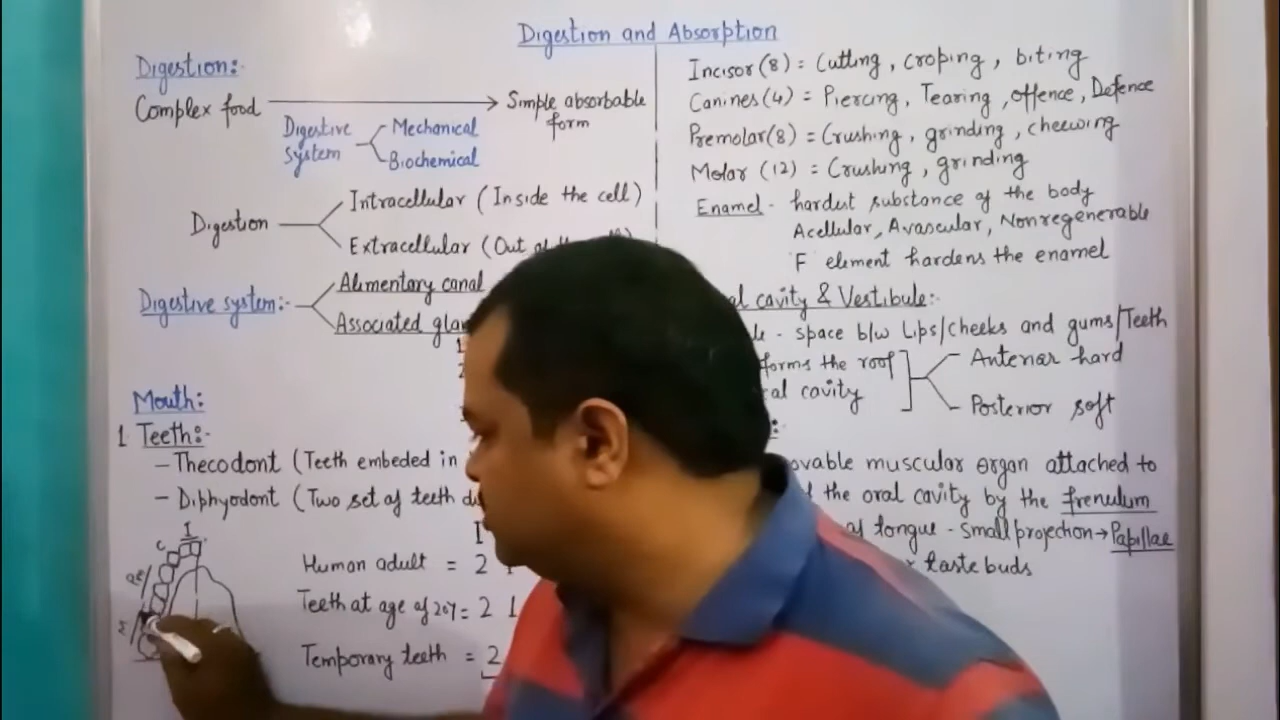 Digestion and Absorption
Digestion:-
Complex food → Simple absorbable form
Digestive system
Mechanical
Biochemical
Digestion
Intracellular (Inside the cell)
Extracellular (Out
Digestive system:-
Alimentary canal
Associated
Mouth:
1 Teeth:-
- Thecodont (Teeth embeded in
- Diphyodont (Two set of teeth
I
C
M
Human adult = 2 1
Teeth at age of 20y = 2 1
Temporary teeth = 2
Incisor (8) = Cutting, croping, biting
Canines (4) = Piercing, Tearing, offence, Defence
Premolar (8) = Crushing, grinding, cheewing
Molar (12) = Crushing, grinding
Enamel - hardest substance of the body
Acellular, Avascular, Nonregenerable
F element hardens the enamel
cavity & Vestibule:-
- space b/w Lips/cheeks and gums/Teeth
forms the roof
cavity
Anterior hard
Posterior soft
muscular organ attached to
the oral cavity by the frenulum
of tongue - small projection → Papillae
taste buds